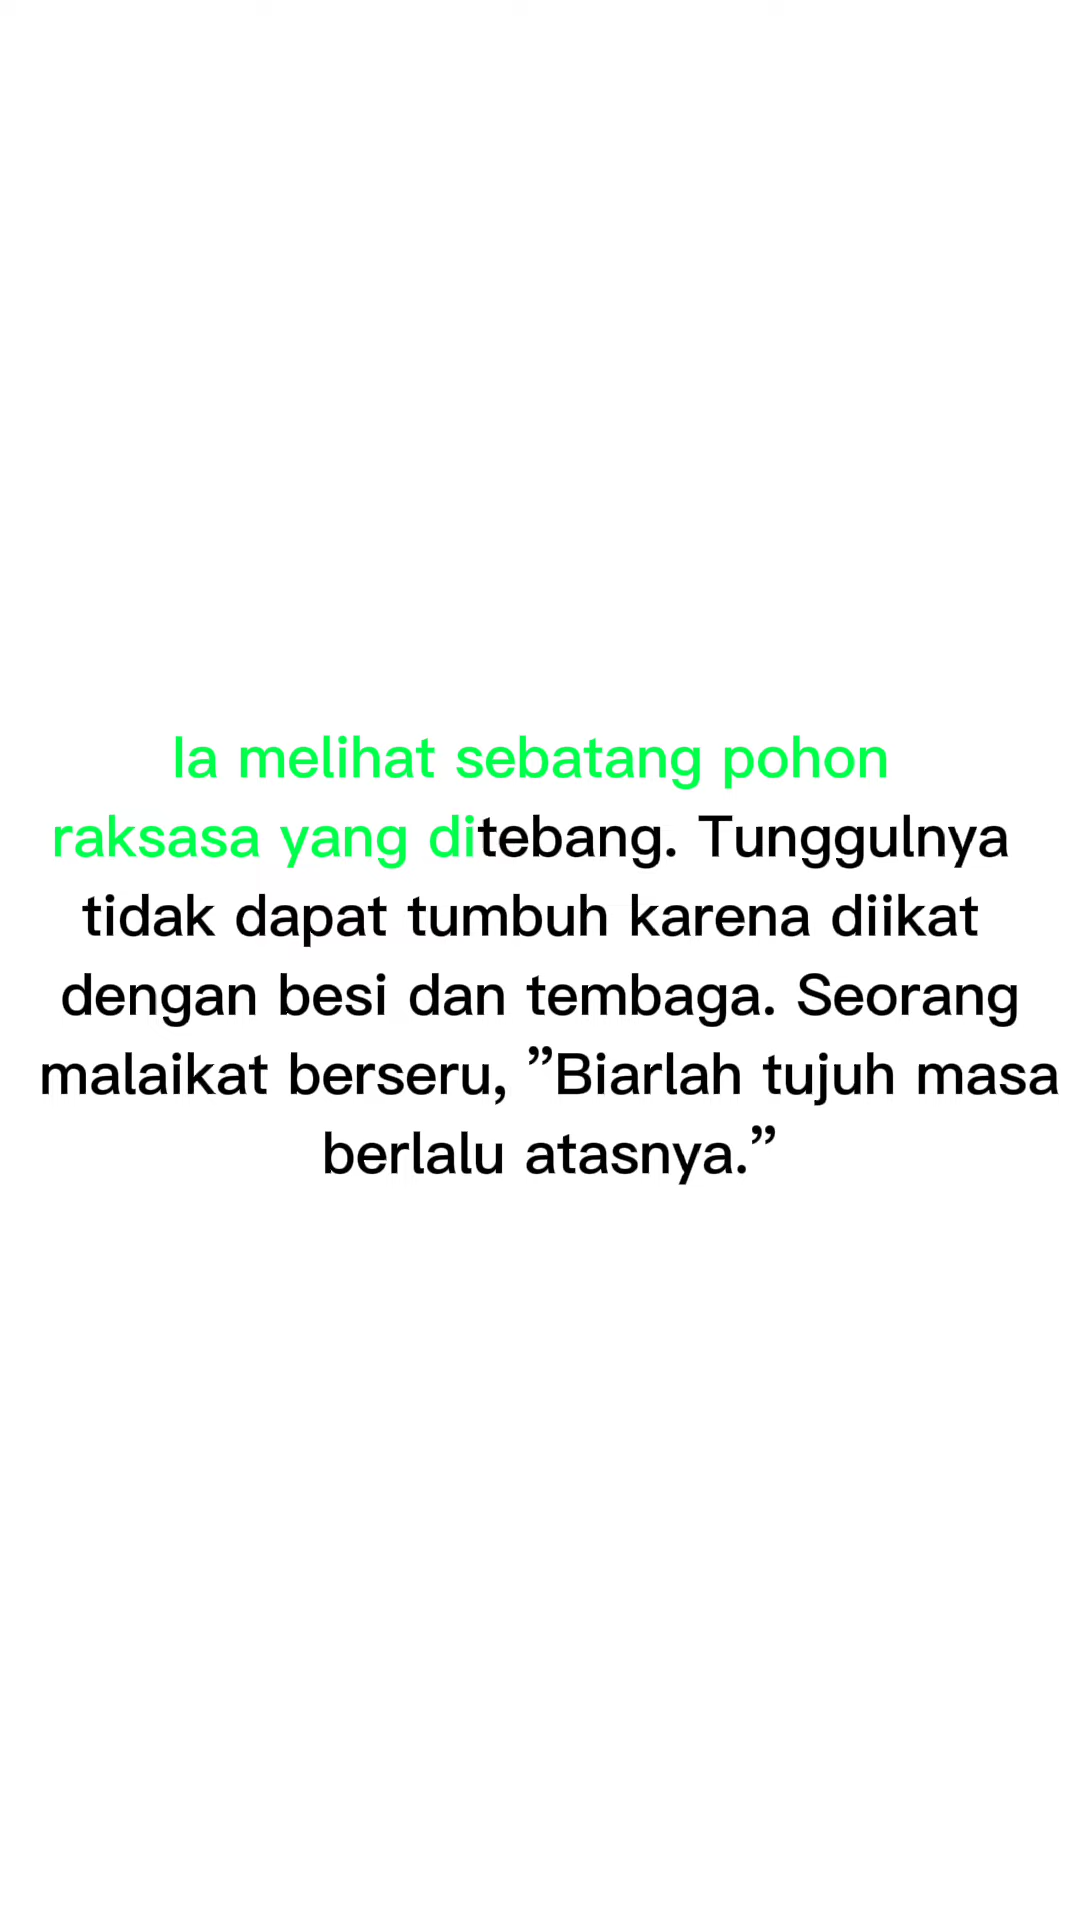 Ia melihat sebatang pohon
raksasa yang ditebang. Tunggulnya
tidak dapat tumbuh karena diikat
dengan besi dan tembaga. Seorang
malaikat berseru, ”Biarlah tujuh masa
berlalu atasnya.”